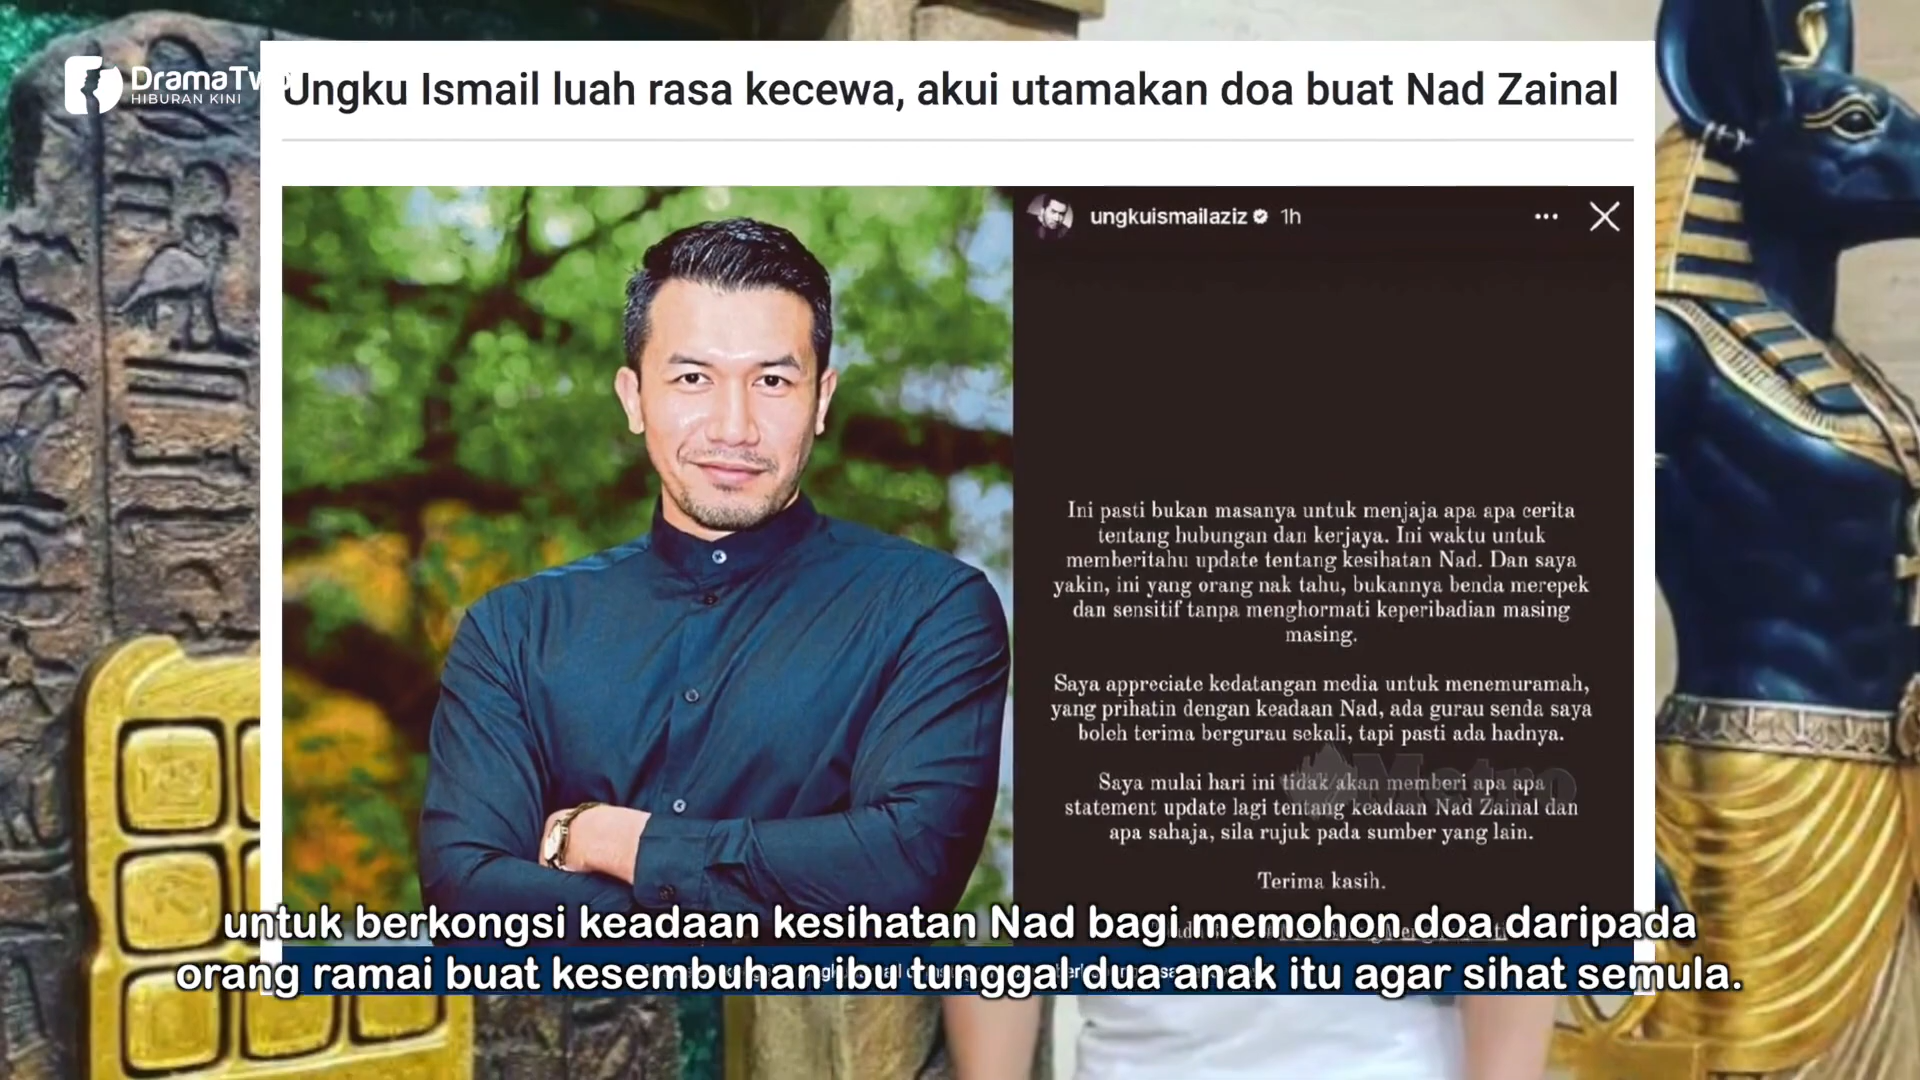 DramaTv
HIBURAN KINI
Ungku Ismail luah rasa kecewa, akui utamakan doa buat Nad Zainal
ungkuismailaziz 1h
Ini pasti bukan masanya untuk menjaja apa apa cerita
tentang hubungan dan kerjaya. Ini waktu untuk
memberitahu update tentang kesihatan Nad. Dan saya
yakin, ini yang orang nak tahu, bukannya benda merepek
dan sensitif tanpa menghormati keperibadian masing
masing.
Saya appreciate kedatangan media untuk menemuramah,
yang prihatin dengan keadaan Nad, ada gurau senda saya
boleh terima bergurau sekali, tapi pasti ada hadnya.
Saya mulai hari ini tidak akan memberi apa apa
statement update lagi tentang keadaan Nad Zainal dan
apa sahaja, sila rujuk pada sumber yang lain.
Metro
Terima kasih.
untuk berkongsi keadaan kesihatan Nad bagi memohon doa daripada
orang ramai buat kesembuhan ibu tunggal dua anak itu agar sihat semula.